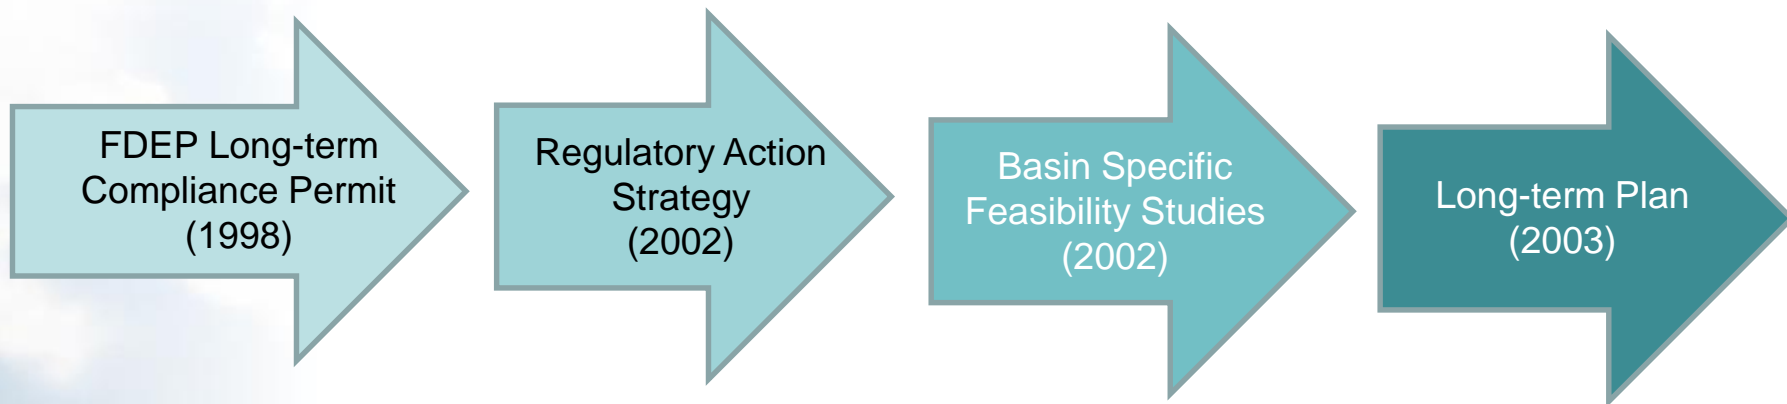 FDEP Long-term
Compliance Permit
(1998)
Regulatory Action
Strategy
(2002)
Basin Specific
Feasibility Studies
(2002)
Long-term Plan
(2003)